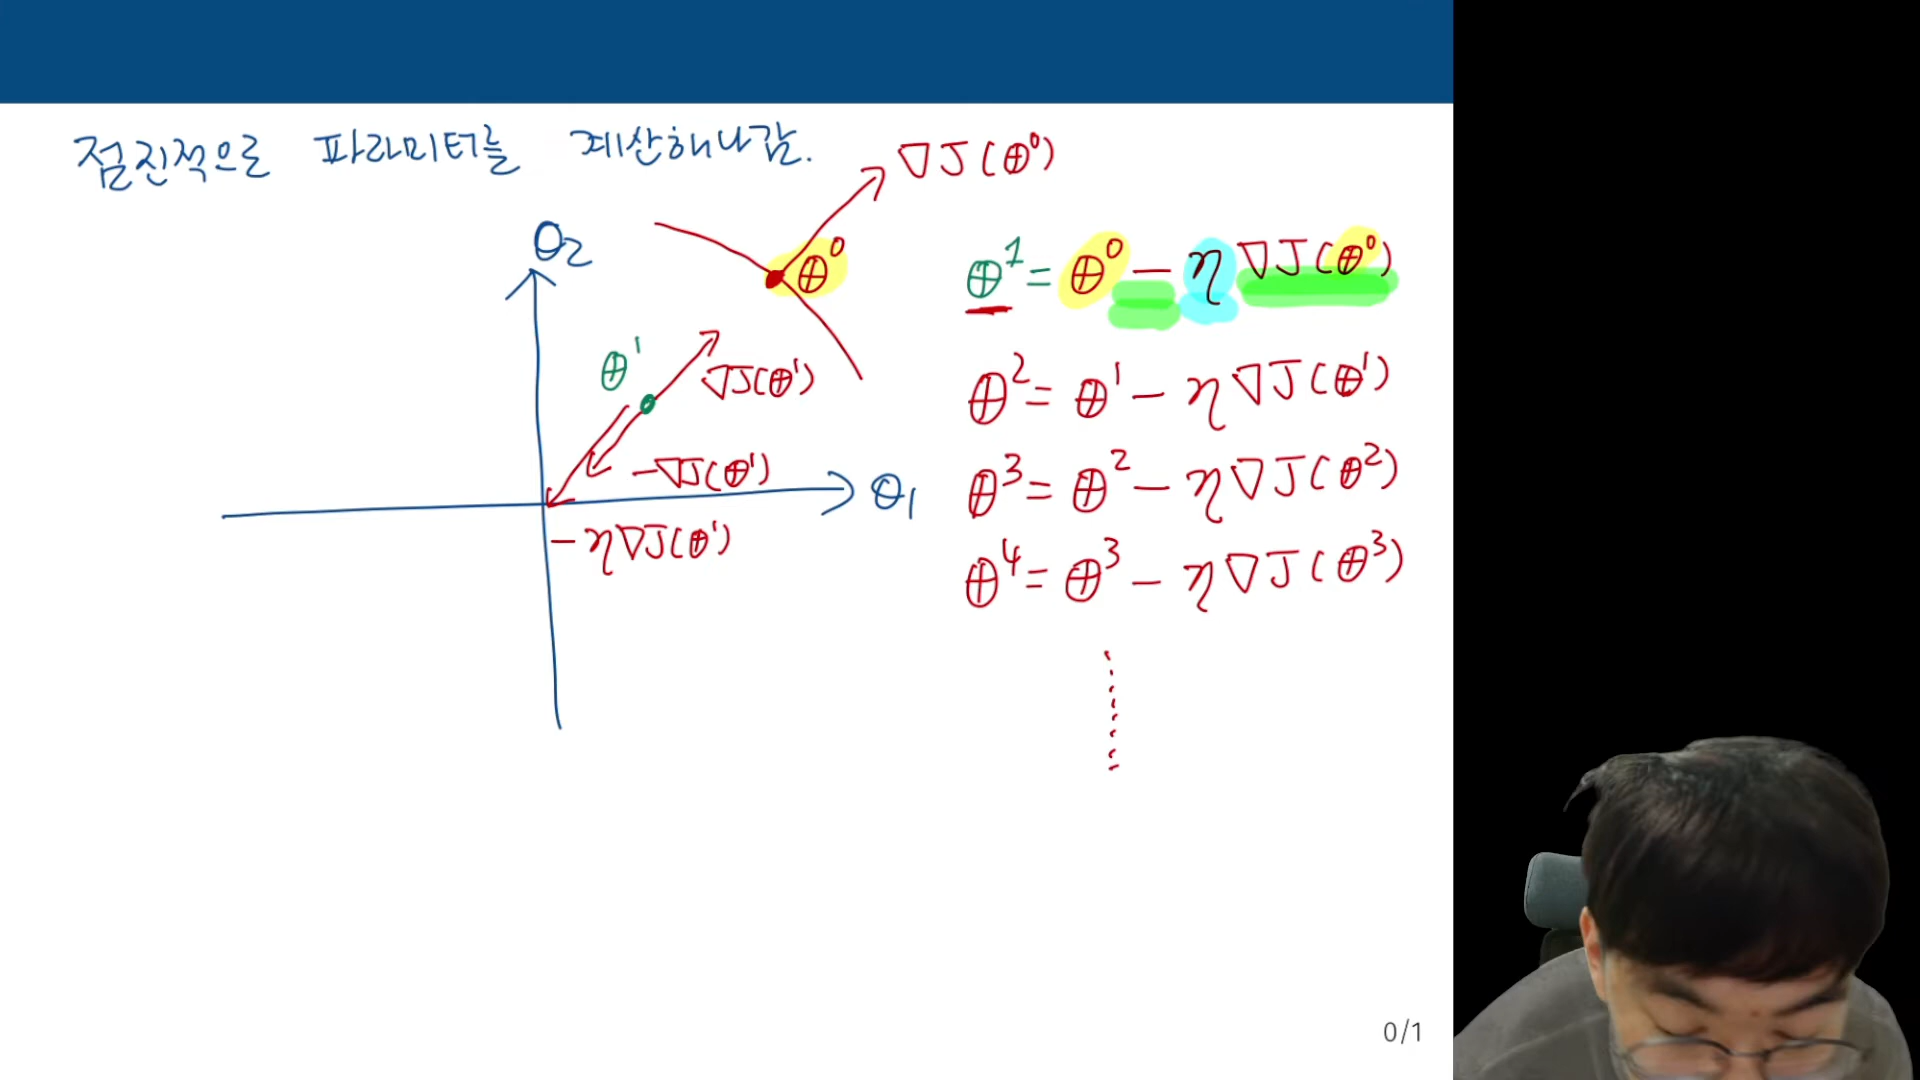 점진적으로 파라미터를 계산해나감.
∇J(θ⁰)
θ₂
θ⁰
θ¹ = θ⁰ - η∇J(θ⁰)
θ¹
∇J(θ¹)
θ² = θ¹ - η∇J(θ¹)
-∇J(θ¹)
θ₁
θ³ = θ² - η∇J(θ²)
-η∇J(θ¹)
θ⁴ = θ³ - η∇J(θ³)
0/1